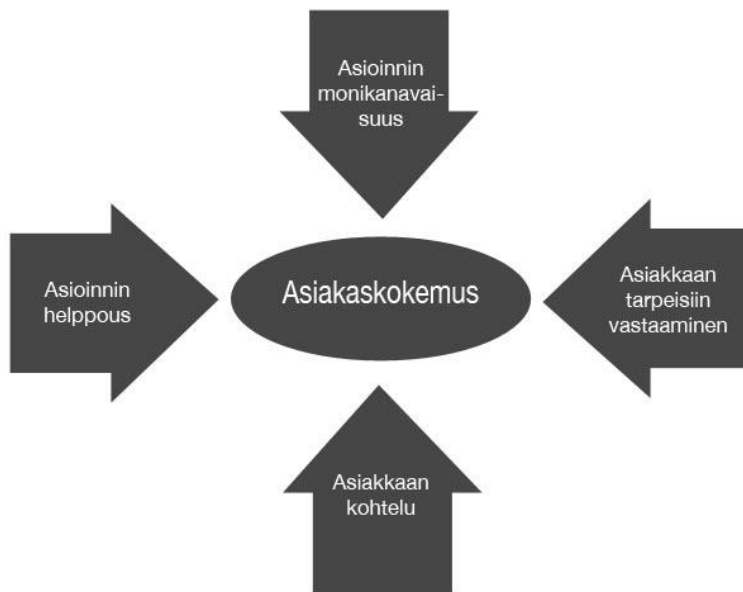 Asioinnin
monikanavai-
suus
Asioinnin
helppous
Asiakaskokemus
Asiakkaan
tarpeisiin
vastaaminen
Asiakkaan
kohtelu